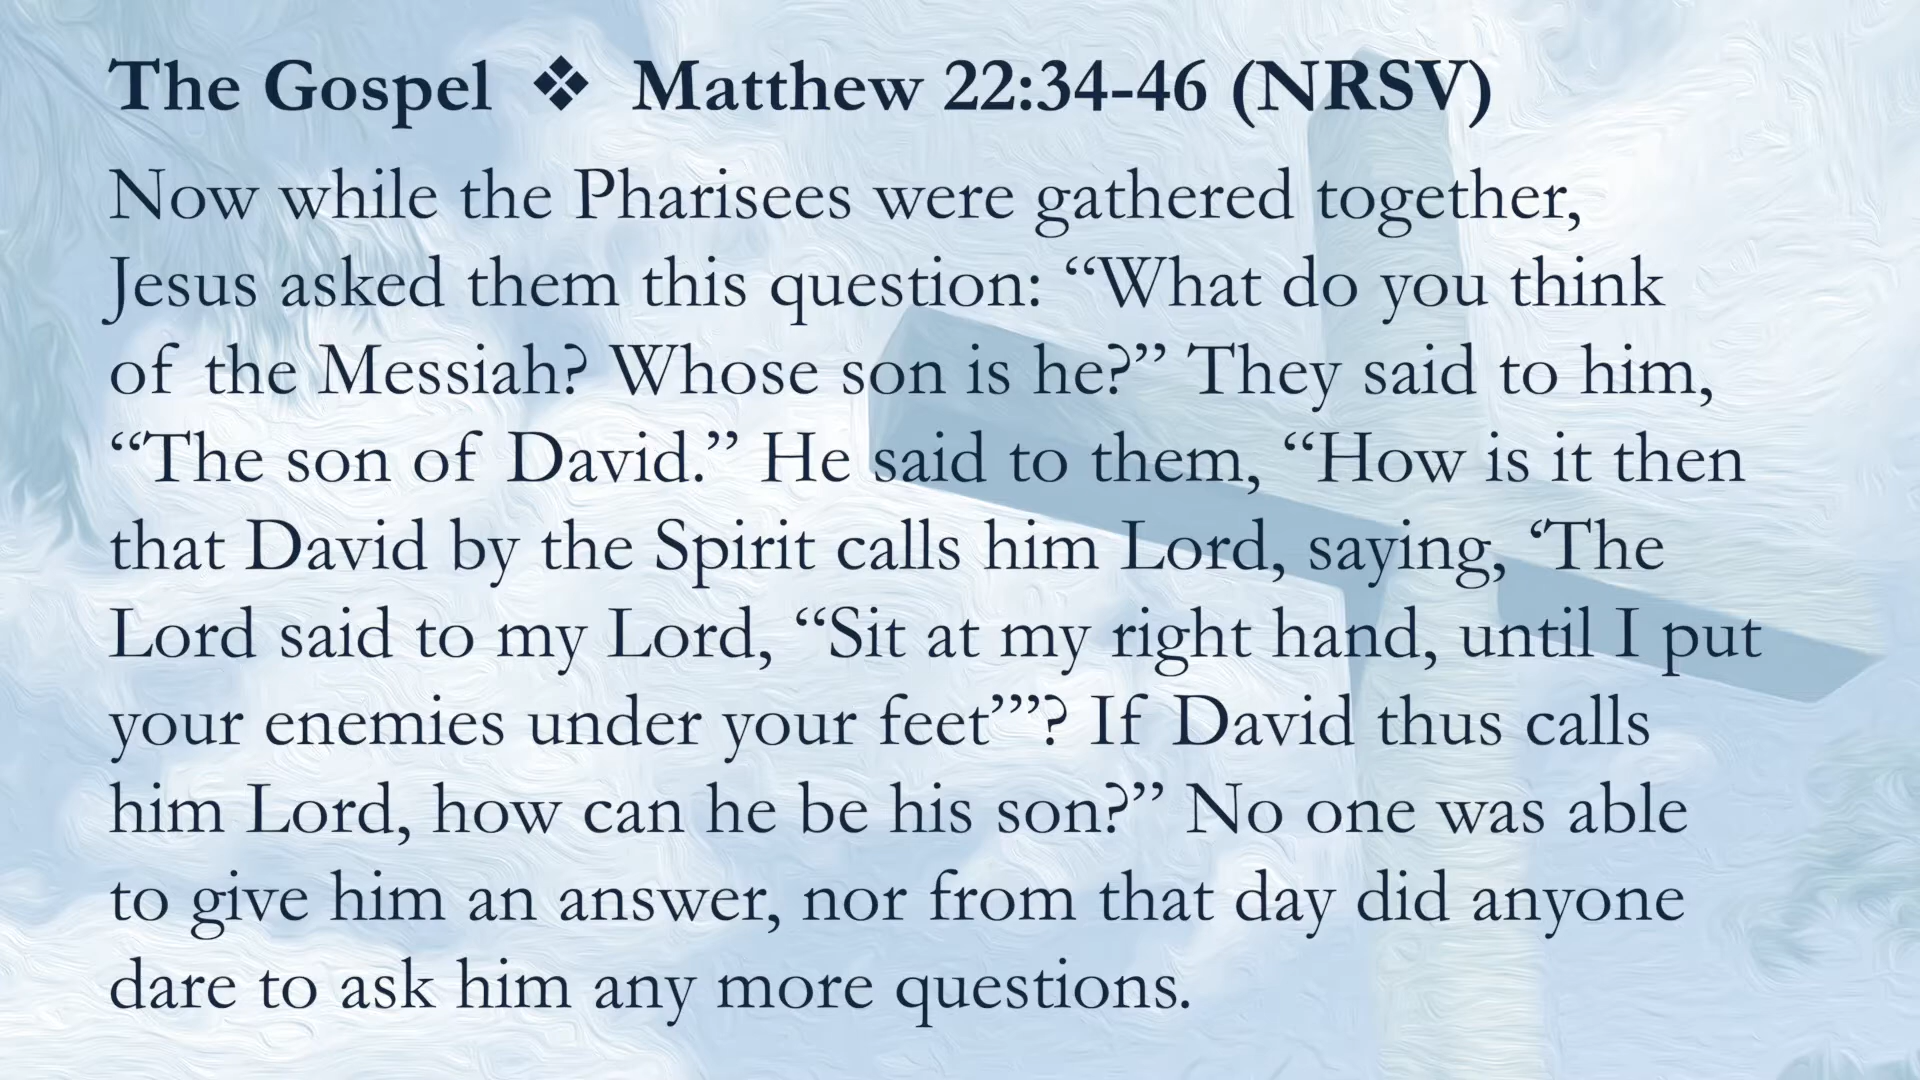 The Gospel ❖ Matthew 22:34-46 (NRSV)
Now while the Pharisees were gathered together,
Jesus asked them this question: “What do you think
of the Messiah? Whose son is he?” They said to him,
“The son of David.” He said to them, “How is it then
that David by the Spirit calls him Lord, saying, ‘The
Lord said to my Lord, “Sit at my right hand, until I put
your enemies under your feet”’”? If David thus calls
him Lord, how can he be his son?” No one was able
to give him an answer, nor from that day did anyone
dare to ask him any more questions.